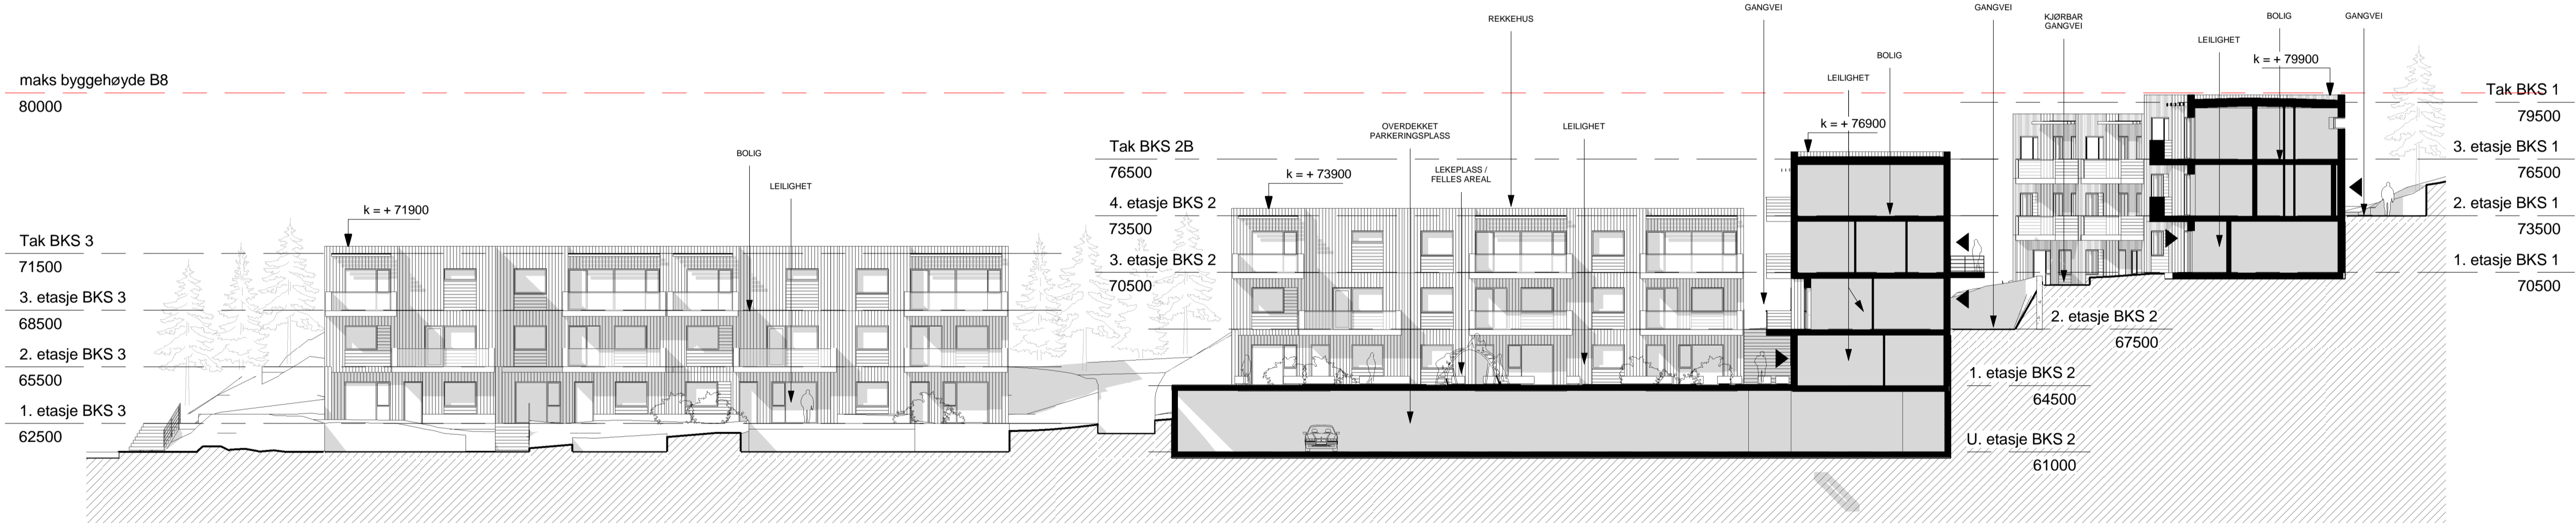 maks byggehøyde B8
80000
Tak BKS 3
71500
3. etasje BKS 3
68500
2. etasje BKS 3
65500
1. etasje BKS 3
62500
k = + 71900
BOLIG
LEILIGHET
Tak BKS 2B
76500
4. etasje BKS 2
73500
3. etasje BKS 2
70500
k = + 73900
OVERDEKKET
PARKERINGSPLASS
LEKEPLASS /
FELLES AREAL
REKKEHUS
LEILIGHET
GANGVEI
LEILIGHET
BOLIG
k = + 76900
GANGVEI
KJØRBAR
GANGVEI
LEILIGHET
BOLIG
GANGVEI
k = + 79900
2. etasje BKS 2
67500
1. etasje BKS 2
64500
U. etasje BKS 2
61000
Tak BKS 1
79500
3. etasje BKS 1
76500
2. etasje BKS 1
73500
1. etasje BKS 1
70500